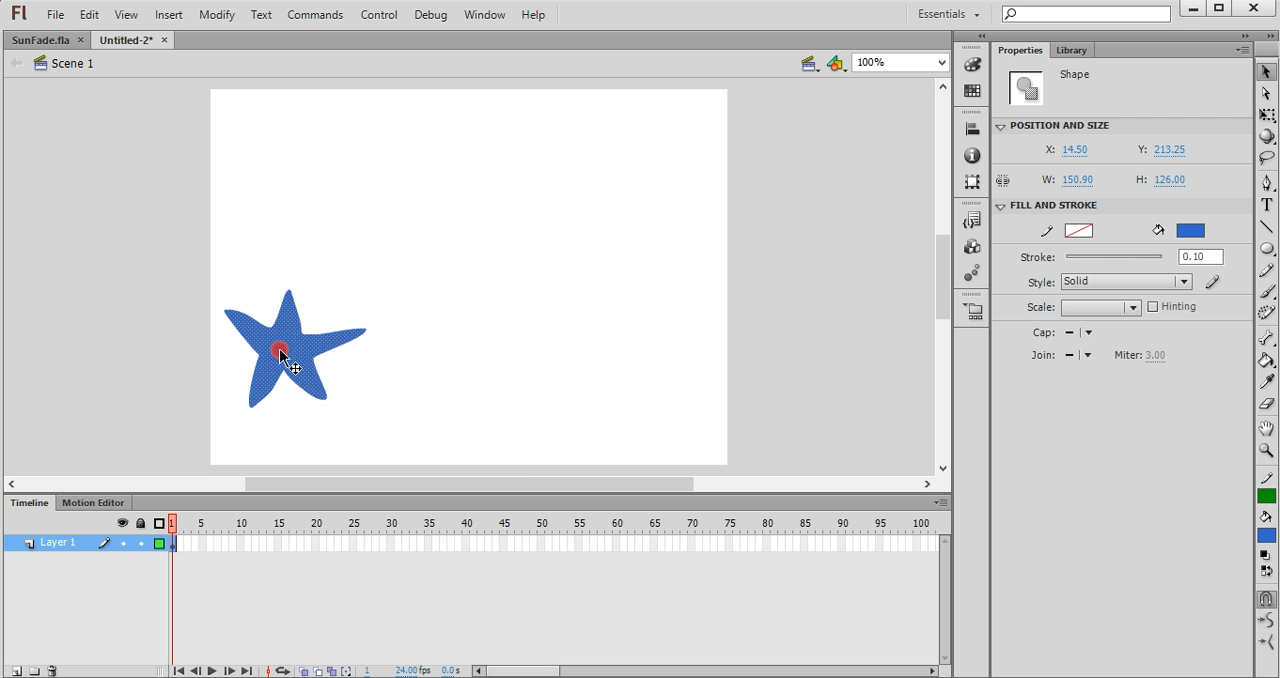 Fl File Edit View Insert Modify Text Commands Control Debug Window Help Essentials
SunFade.fla × Untitled-2* ×
Scene 1 100%
Properties Library
Shape
POSITION AND SIZE
X: 14.50 Y: 213.25
W: 150.90 H: 126.00
FILL AND STROKE
Stroke: 0.10
Style: Solid
Scale: Hinting
Cap:
Join: Miter: 3.00
Timeline Motion Editor
1 5 10 15 20 25 30 35 40 45 50 55 60 65 70 75 80 85 90 95 100
Layer 1
1 24.00 fps 0.0 s